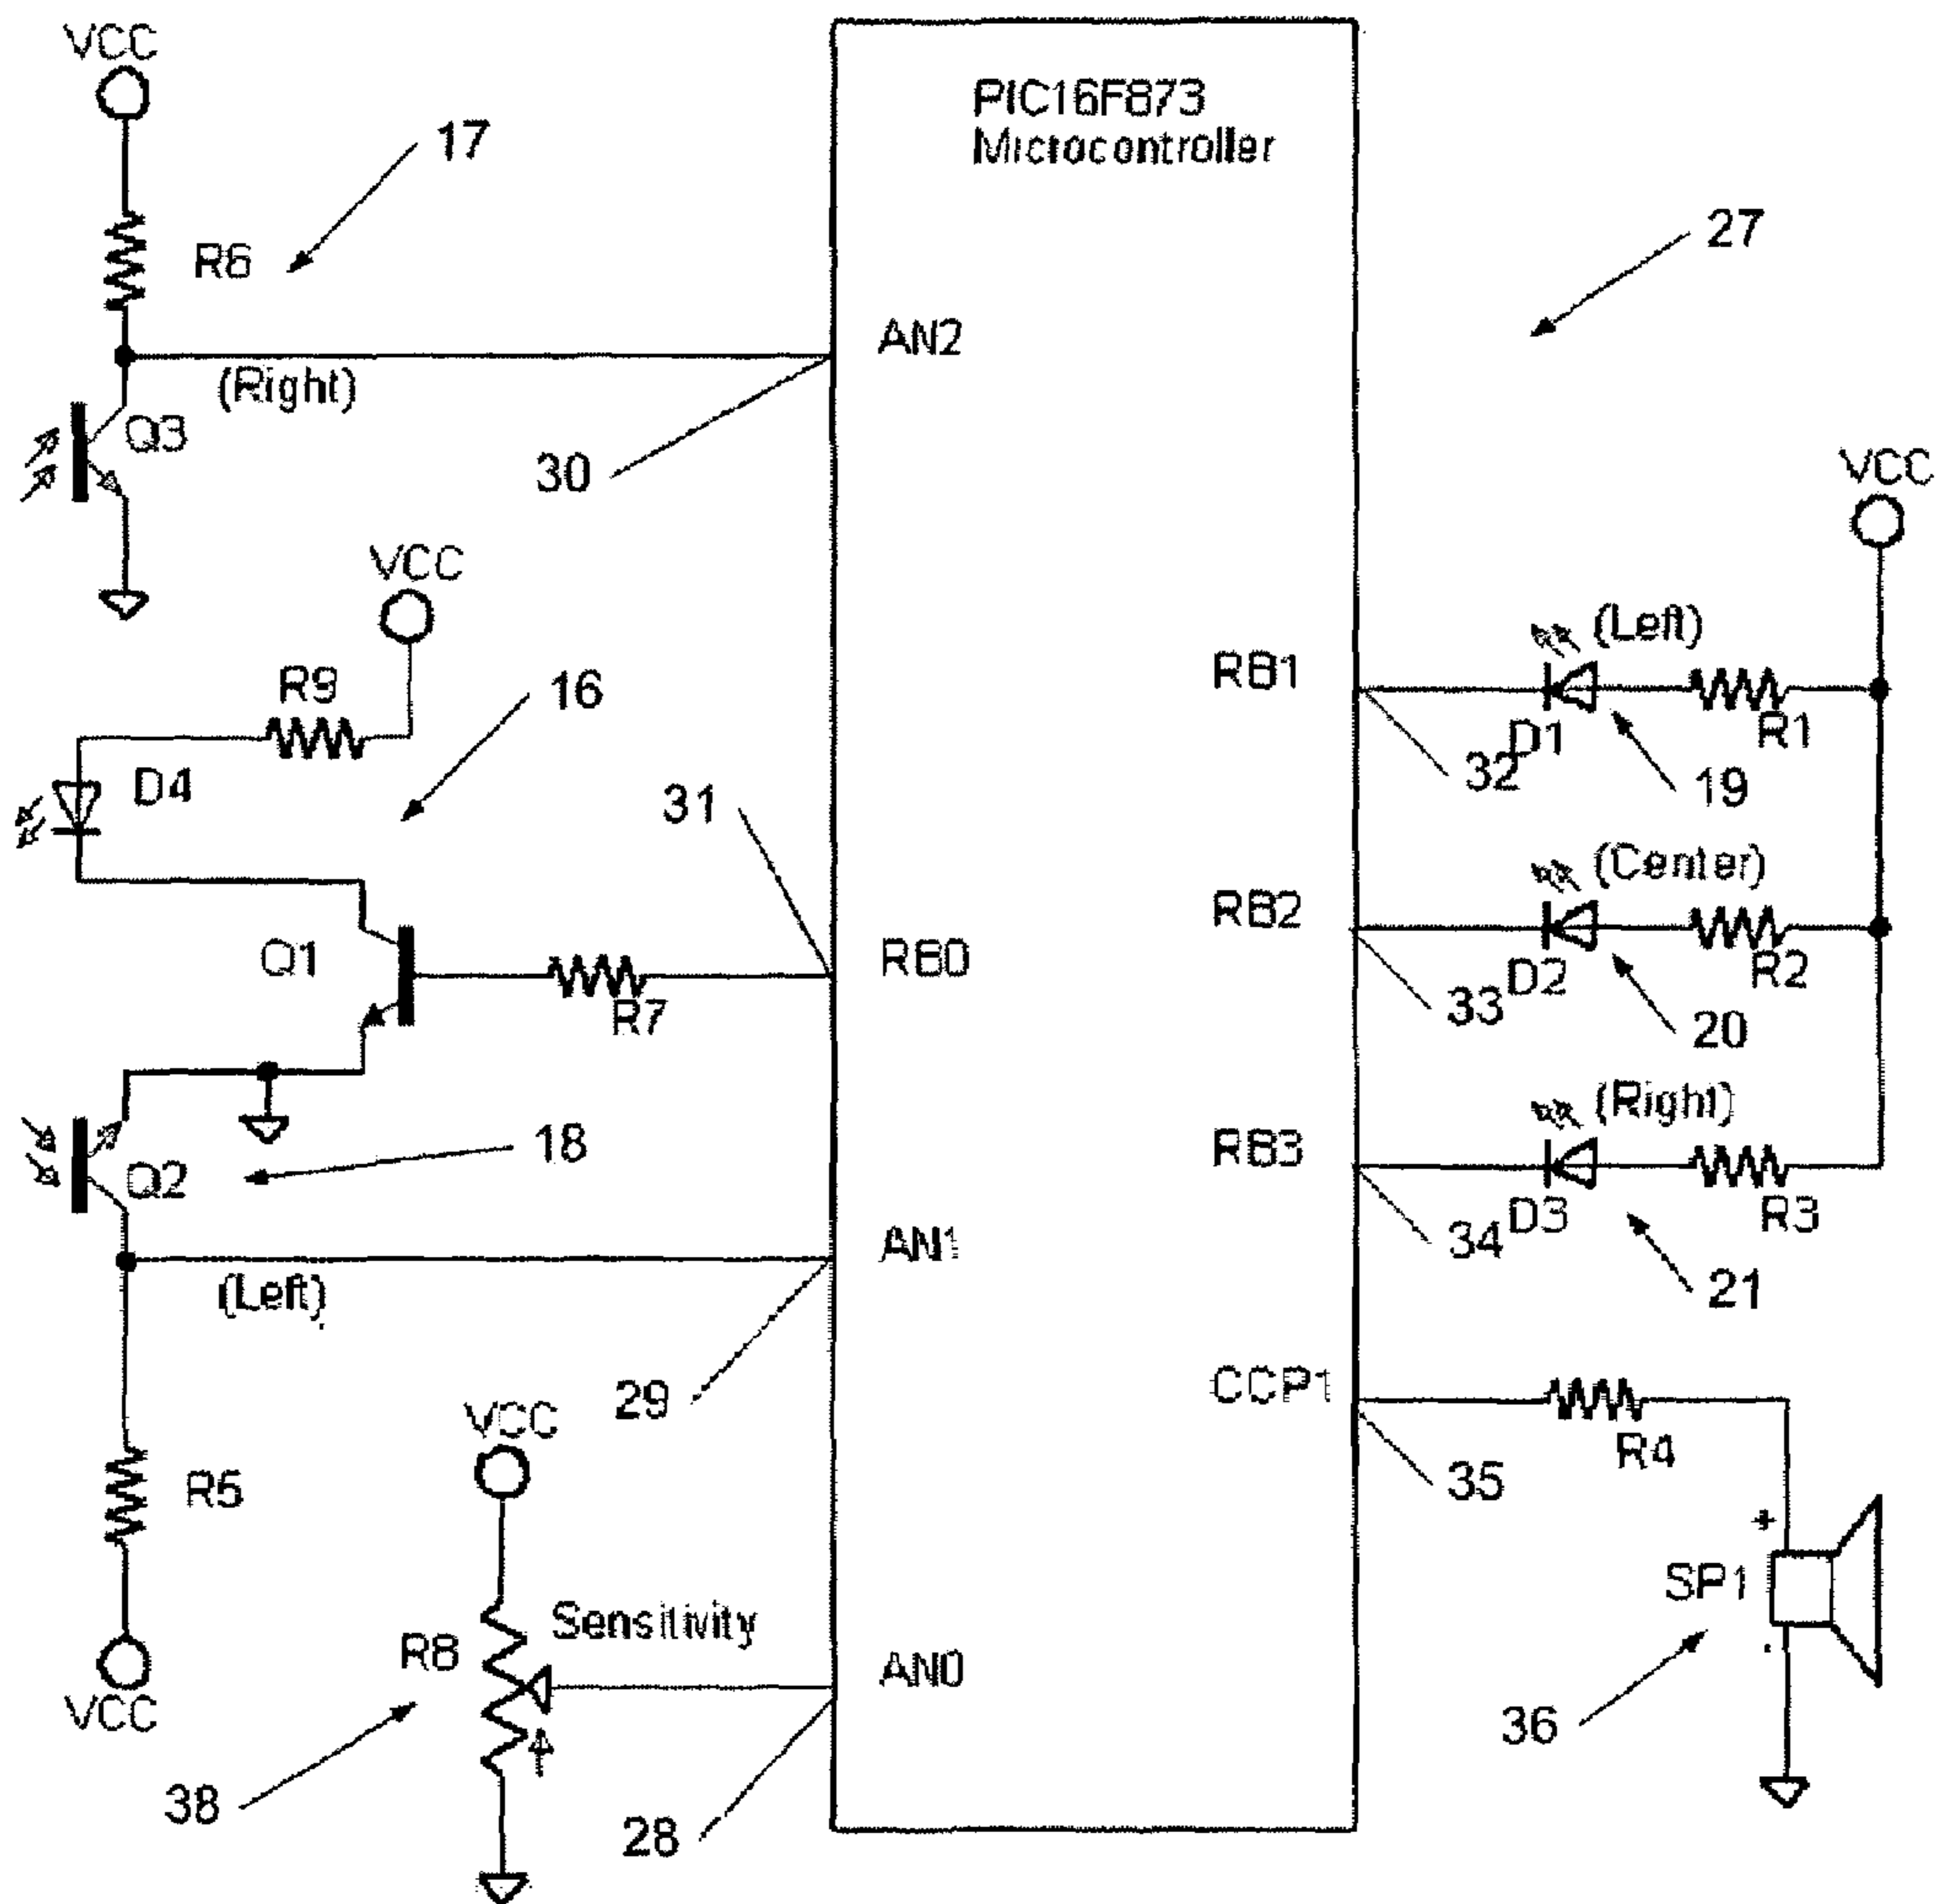 VCC
PIC16F873
Microcontroller
17
27
R6
AN2
(Right)
Q3
30
VCC
VCC
R9
16
RB1
(Left)
D1
R1
32
19
D4
31
(Center)
RB2
D2
R2
33
20
Q1
RB0
R7
(Right)
RB3
D3
R3
34
21
18
Q2
AN1
(Left)
29
CCP1
R4
35
VCC
R5
+
SP1
-
Sensitivity
R8
AN0
VCC
36
38
28